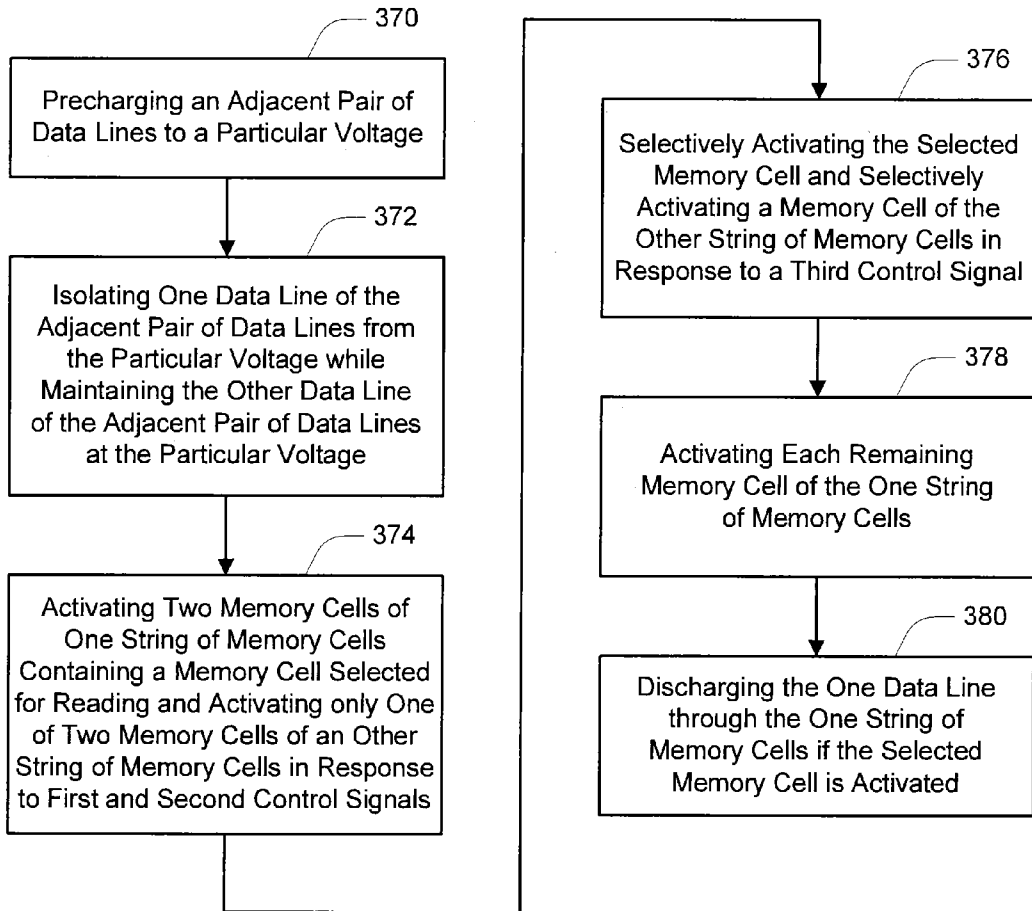 370
Precharging an Adjacent Pair of
Data Lines to a Particular Voltage
372
Isolating One Data Line of the
Adjacent Pair of Data Lines from
the Particular Voltage while
Maintaining the Other Data Line
of the Adjacent Pair of Data Lines
at the Particular Voltage
374
Activating Two Memory Cells of
One String of Memory Cells
Containing a Memory Cell Selected
for Reading and Activating only One
of Two Memory Cells of an Other
String of Memory Cells in Response
to First and Second Control Signals
376
Selectively Activating the Selected
Memory Cell and Selectively
Activating a Memory Cell of the
Other String of Memory Cells in
Response to a Third Control Signal
378
Activating Each Remaining
Memory Cell of the One String
of Memory Cells
380
Discharging the One Data Line
through the One String of
Memory Cells if the Selected
Memory Cell is Activated